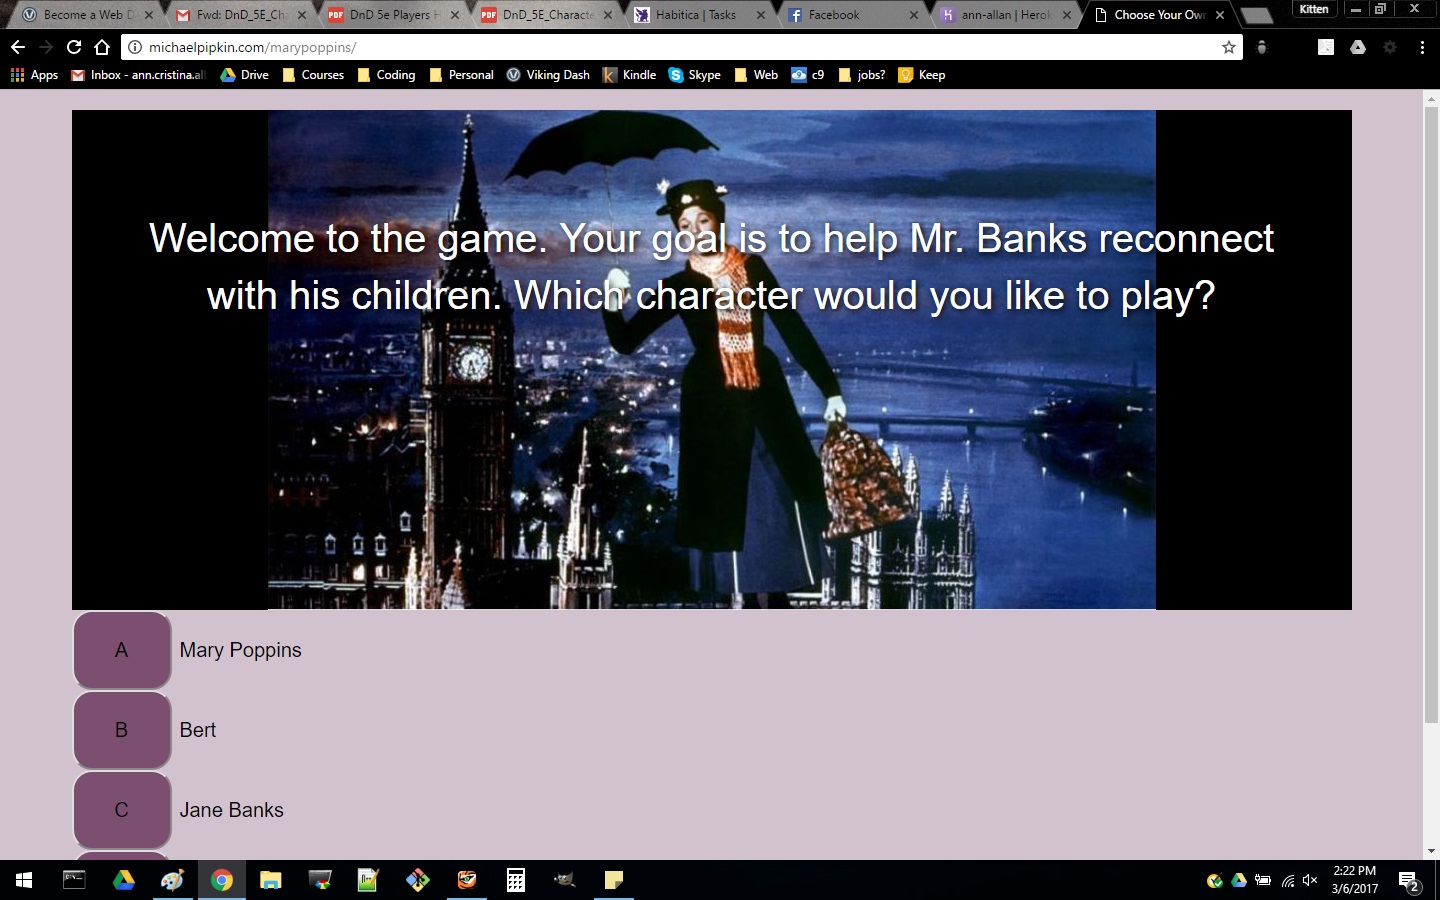 Become a Web D
Fwd: DnD_5E_Ch
DnD 5e Players H
DnD_5E_Characte
Habitica | Tasks
Facebook
ann-allan | Herok
Choose Your Ow
Kitten
michaelpipkin.com/marypoppins/
Apps
Inbox - ann.cristina.al
Drive
Courses
Coding
Personal
Viking Dash
Kindle
Skype
Web
c9
jobs?
Keep
Welcome to the game. Your goal is to help Mr. Banks reconnect
with his children. Which character would you like to play?
A Mary Poppins
B Bert
C Jane Banks
2:22 PM
3/6/2017
2